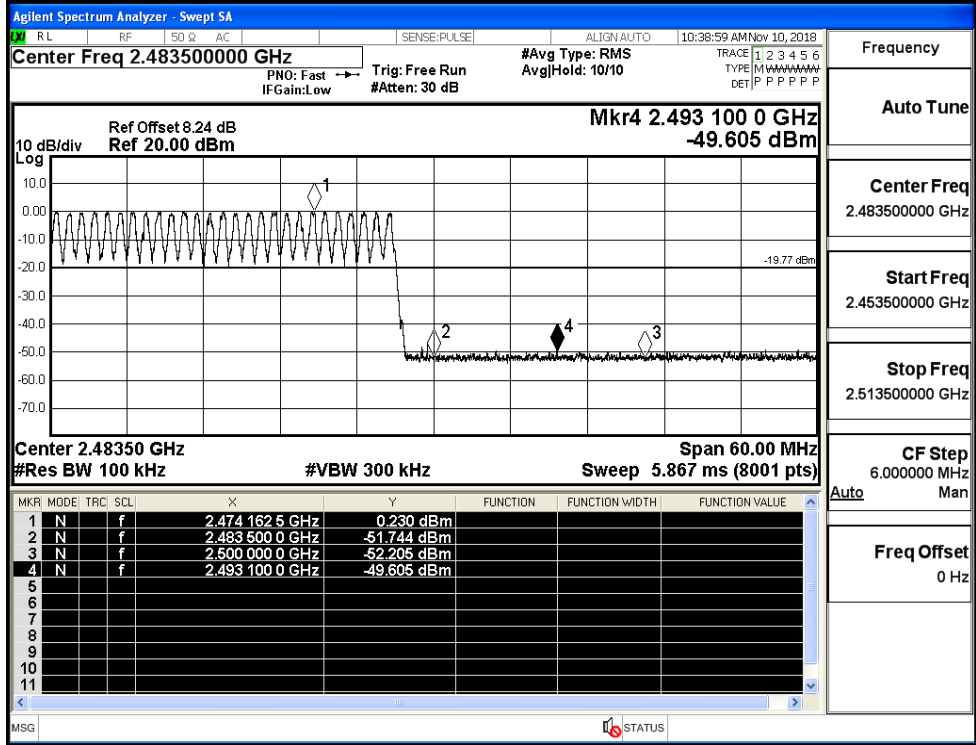 Agilent Spectrum Analyzer - Swept SA
LXI RL RF 50 Ω AC SENSE:PULSE ALIGN AUTO 10:38:59 AM Nov 10, 2018
Center Freq 2.483500000 GHz
PNO: Fast
IFGain:Low
Trig: Free Run
#Atten: 30 dB
#Avg Type: RMS
Avg|Hold: 10/10
TRACE 1 2 3 4 5 6
TYPE M WWWWW
DET P P P P P P
Mkr4 2.493 100 0 GHz
-49.605 dBm
Ref Offset 8.24 dB
10 dB/div Ref 20.00 dBm
Log
10.0
0.00
-10.0
-20.0
-30.0
-40.0
-50.0
-60.0
-70.0
1
-19.77 dBm
2
4
3
Center 2.48350 GHz Span 60.00 MHz
#Res BW 100 kHz #VBW 300 kHz Sweep 5.867 ms (8001 pts)
MKR MODE TRC SCL X Y FUNCTION FUNCTION WIDTH FUNCTION VALUE
1 N f 2.474 162 5 GHz 0.230 dBm
2 N f 2.483 500 0 GHz -51.744 dBm
3 N f 2.500 000 0 GHz -52.205 dBm
4 N f 2.493 100 0 GHz -49.605 dBm
5
6
7
8
9
10
11
MSG STATUS
Frequency
Auto Tune
Center Freq
2.483500000 GHz
Start Freq
2.453500000 GHz
Stop Freq
2.513500000 GHz
CF Step
6.000000 MHz
Auto Man
Freq Offset
0 Hz